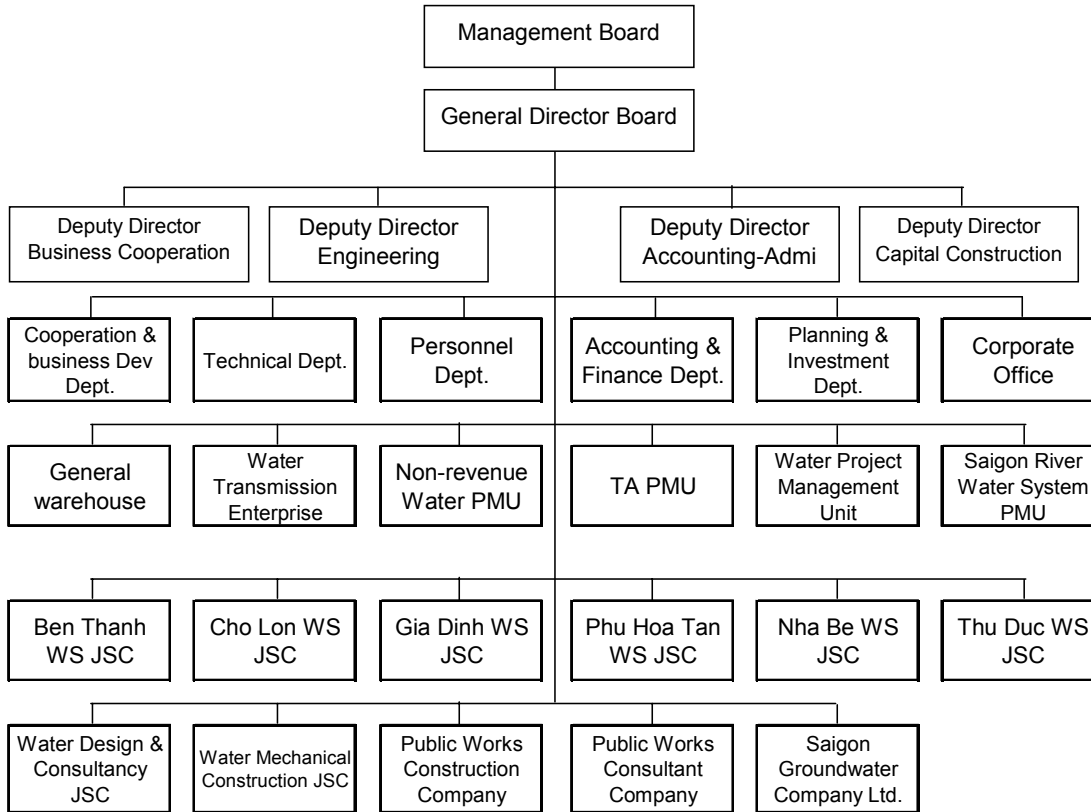 Management Board
General Director Board
Deputy Director
Business Cooperation
Deputy Director
Engineering
Deputy Director
Accounting-Admi
Deputy Director
Capital Construction
Cooperation &
business Dev
Dept.
Technical Dept.
Personnel
Dept.
Accounting &
Finance Dept.
Planning &
Investment
Dept.
Corporate
Office
General
warehouse
Water
Transmission
Enterprise
Non-revenue
Water PMU
TA PMU
Water Project
Management
Unit
Saigon River
Water System
PMU
Ben Thanh
WS JSC
Cho Lon WS
JSC
Gia Dinh WS
JSC
Phu Hoa Tan
WS JSC
Nha Be WS
JSC
Thu Duc WS
JSC
Water Design &
Consultancy
JSC
Water Mechanical
Construction JSC
Public Works
Construction
Company
Public Works
Consultant
Company
Saigon
Groundwater
Company Ltd.